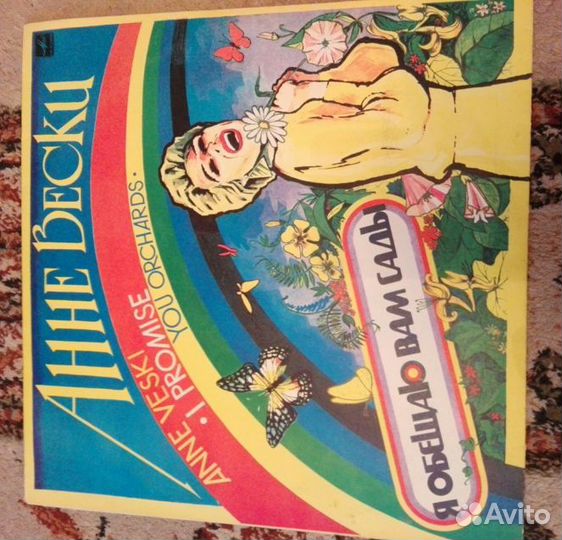 Анне Вески
ANNE VESKI
• I PROMISE
YOU ORCHARDS •
Я ОБЕЩАЮ ВАМ САДЫ
Avito